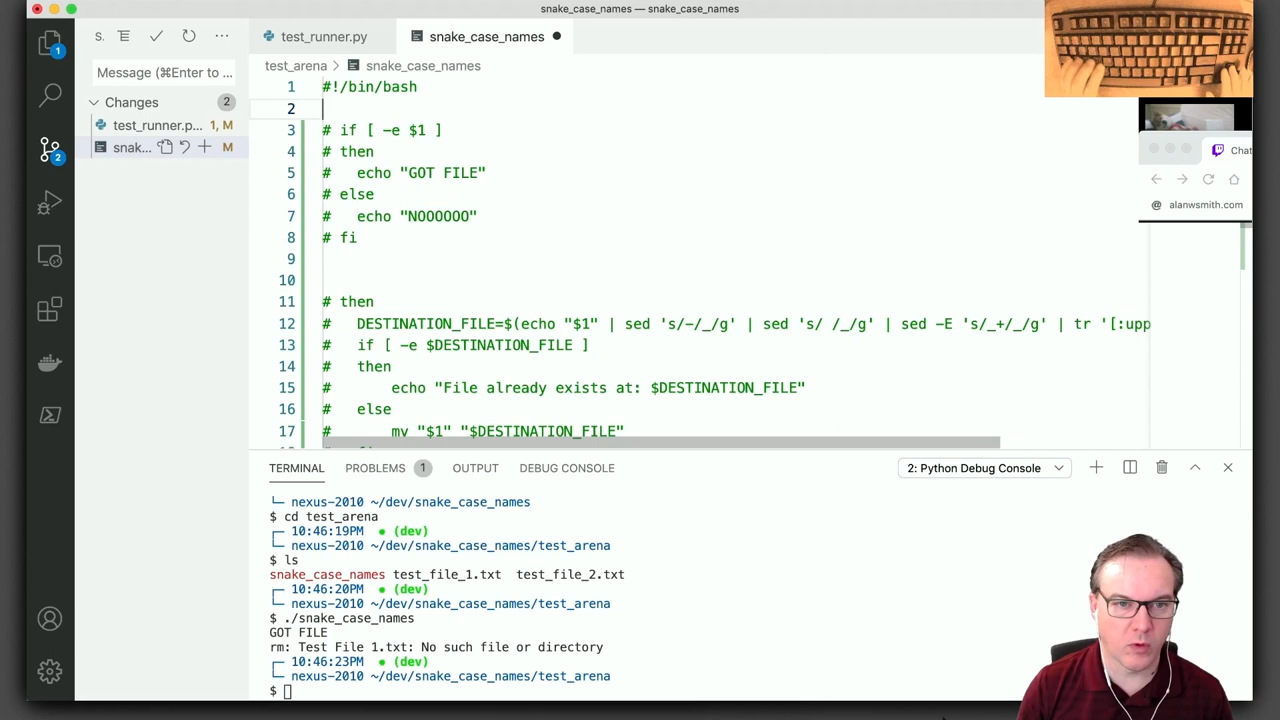 snake_case_names — snake_case_names
S.
test_runner.py
snake_case_names
Message (⌘Enter to ...
test_arena > snake_case_names
Changes 2
test_runner.p... 1, M
snak... M
1
2
1 #!/bin/bash
2
3 # if [ -e $1 ]
4 # then
5 #   echo "GOT FILE"
6 # else
7 #   echo "NOOOOOO"
8 # fi
9
10
11 # then
12 #   DESTINATION_FILE=$(echo "$1" | sed 's/-/_/g' | sed 's/ /_/g' | sed -E 's/_+/_/g' | tr '[:upp
13 #   if [ -e $DESTINATION_FILE ]
14 #   then
15 #       echo "File already exists at: $DESTINATION_FILE"
16 #   else
17 #       mv "$1" "$DESTINATION_FILE"
Chat
@ alanwsmith.com
TERMINAL PROBLEMS 1 OUTPUT DEBUG CONSOLE
2: Python Debug Console
└─ nexus-2010 ~/dev/snake_case_names
$ cd test_arena
┌─ 10:46:19PM ● (dev)
└─ nexus-2010 ~/dev/snake_case_names/test_arena
$ ls
snake_case_names test_file_1.txt  test_file_2.txt
┌─ 10:46:20PM ● (dev)
└─ nexus-2010 ~/dev/snake_case_names/test_arena
$ ./snake_case_names
GOT FILE
rm: Test File 1.txt: No such file or directory
┌─ 10:46:23PM ● (dev)
└─ nexus-2010 ~/dev/snake_case_names/test_arena
$